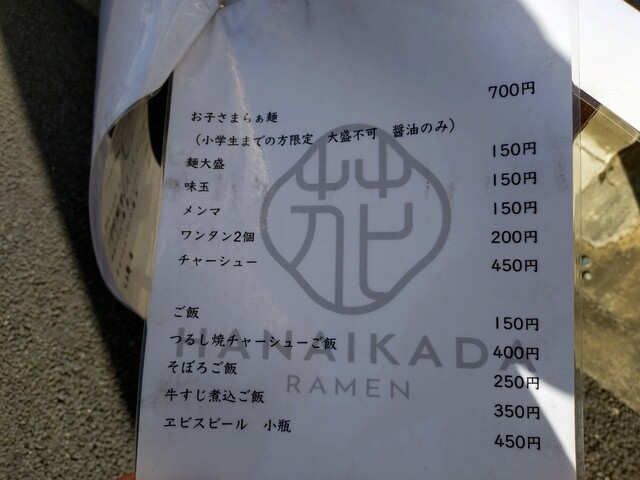 お子さまらぁ麺 700円
（小学生までの方限定 大盛不可 醤油のみ）
麺大盛 150円
味玉 150円
メンマ 150円
ワンタン2個 200円
チャーシュー 450円
花
ご飯 150円
つるし焼チャーシューご飯 400円
HANAIKADA
そぼろご飯 250円
RAMEN
牛すじ煮込ご飯 350円
ヱビスビール 小瓶 450円